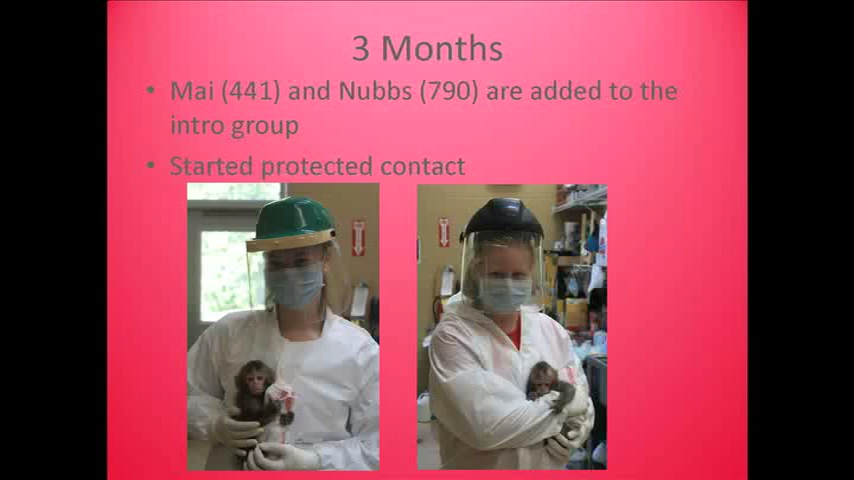 3 Months
• Mai (441) and Nubbs (790) are added to the
intro group
• Started protected contact